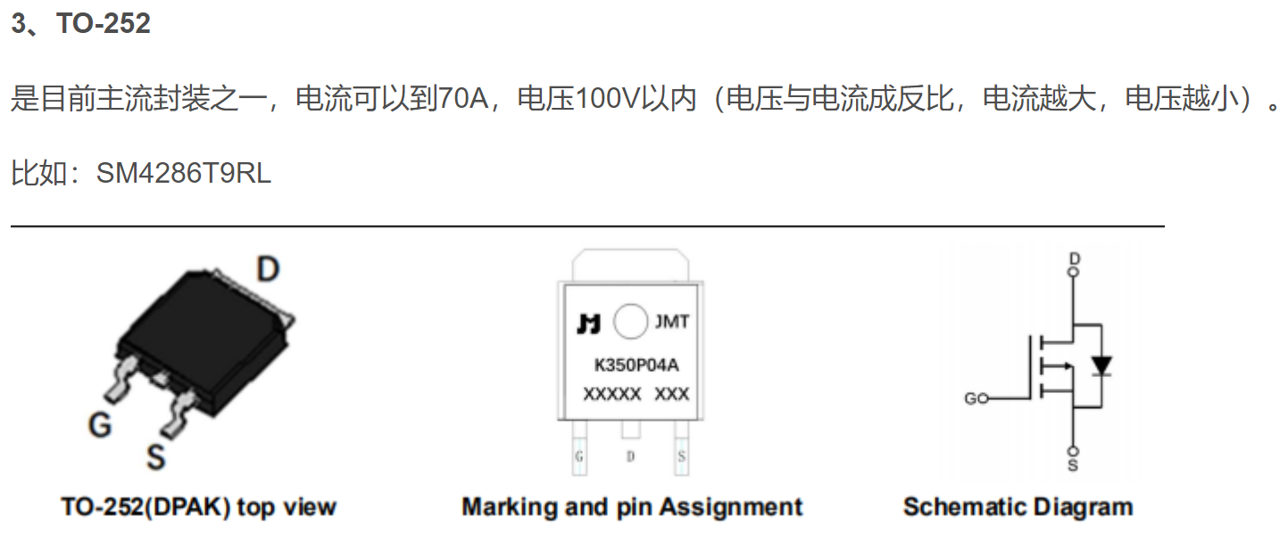 3、TO-252
是目前主流封装之一，电流可以到70A，电压100V以内（电压与电流成反比，电流越大，电压越小）。
比如：SM4286T9RL
D
G
S
TO-252(DPAK) top view
JM JMT
K350P04A
XXXXX XXX
G D S
Marking and pin Assignment
D
G
S
Schematic Diagram